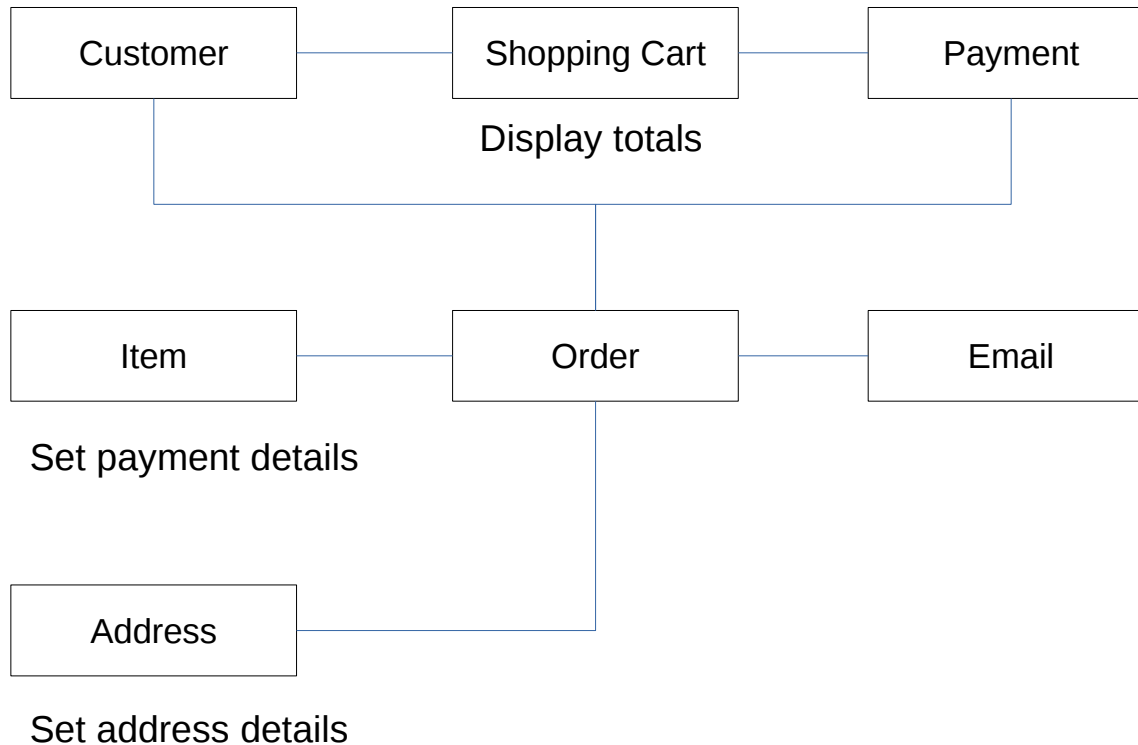 Customer
Shopping Cart
Payment
Display totals
Item
Order
Email
Set payment details
Address
Set address details